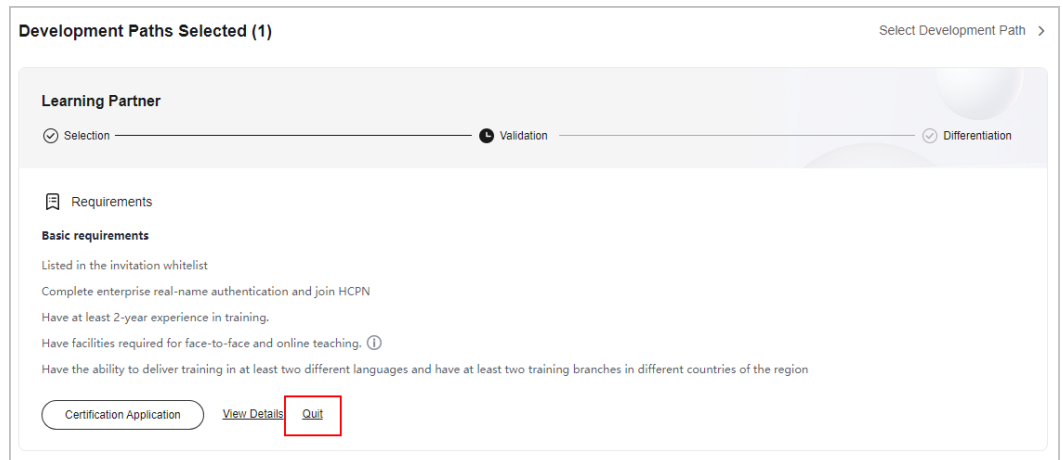 Development Paths Selected (1)
Select Development Path >
Learning Partner
Selection
Validation
Differentiation
Requirements
Basic requirements
Listed in the invitation whitelist
Complete enterprise real-name authentication and join HCPN
Have at least 2-year experience in training.
Have facilities required for face-to-face and online teaching.
Have the ability to deliver training in at least two different languages and have at least two training branches in different countries of the region
Certification Application View Details Quit